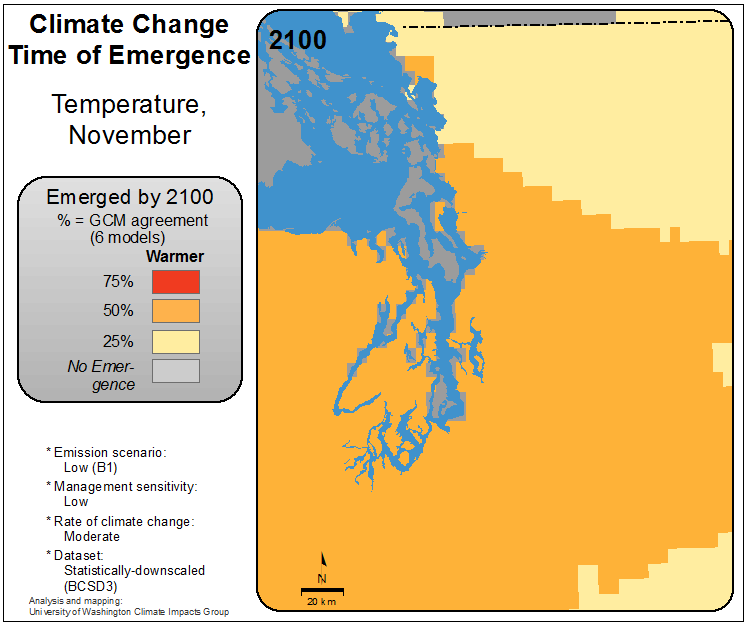 Climate Change
Time of Emergence
Temperature,
November
Emerged by 2100
% = GCM agreement
(6 models)
Warmer
75%
50%
25%
No Emer-
gence
* Emission scenario:
Low (B1)
* Management sensitivity:
Low
* Rate of climate change:
Moderate
* Dataset:
Statistically-downscaled
(BCSD3)
Analysis and mapping:
University of Washington Climate Impacts Group
2100
N
20 km